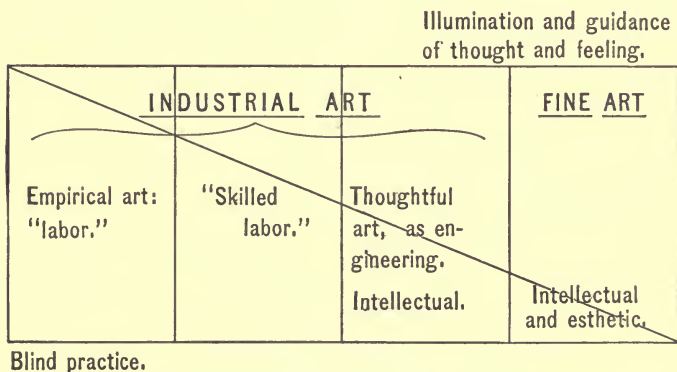 Illumination and guidance
of thought and feeling.
INDUSTRIAL ART
FINE ART
Empirical art:
"labor."
"Skilled
labor."
Thoughtful
art, as en-
gineering.
Intellectual.
Intellectual
and esthetic.
Blind practice.